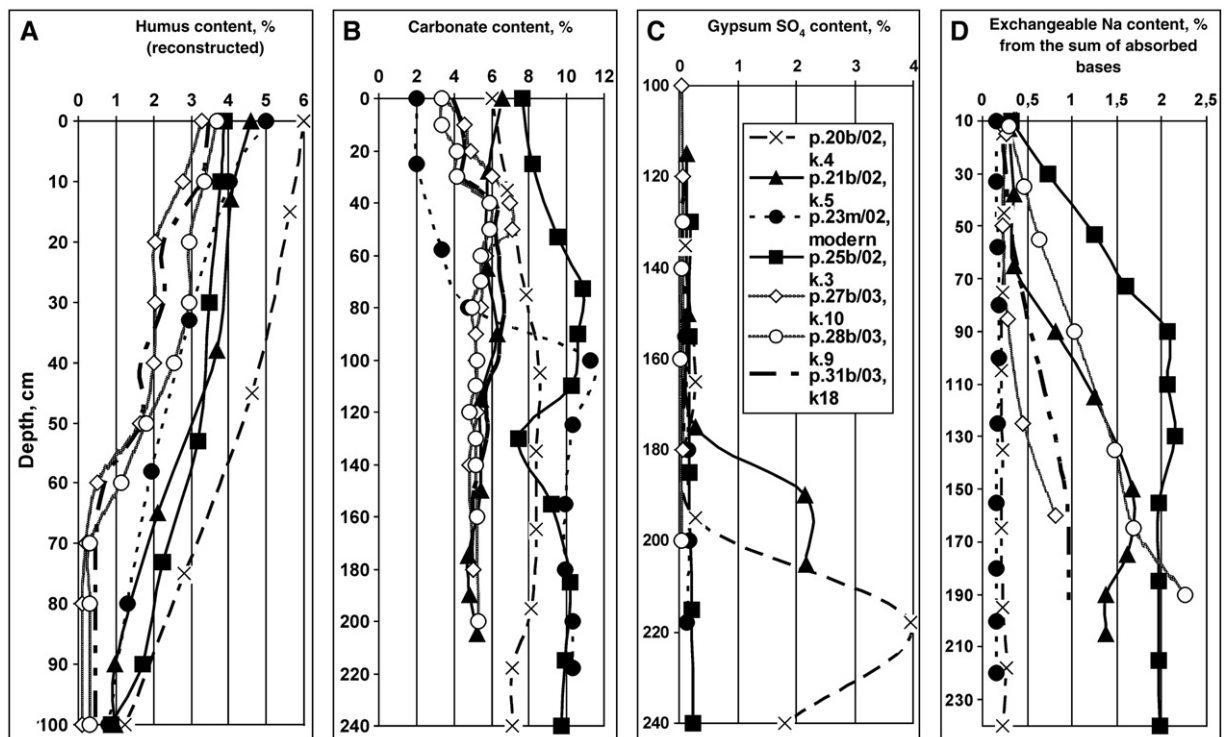 A
Humus content, %
(reconstructed)
0 1 2 3 4 5 6
Depth, cm
0
10
20
30
40
50
60
70
80
90
100
B
Carbonate content, %
0 2 4 6 8 10 12
0
20
40
60
80
100
120
140
160
180
200
220
240
C
Gypsum SO4 content, %
0 1 2 3 4
100
120
140
160
180
200
220
240
p.20b/02,
k.4
p.21b/02,
k.5
p.23m/02,
modern
p.25b/02,
k.3
p.27b/03,
k.10
p.28b/03,
k.9
p.31b/03,
k18
D
Exchangeable Na content, %
from the sum of absorbed
bases
0 0,5 1 1,5 2 2,5
10
30
50
70
90
110
130
150
170
190
210
230